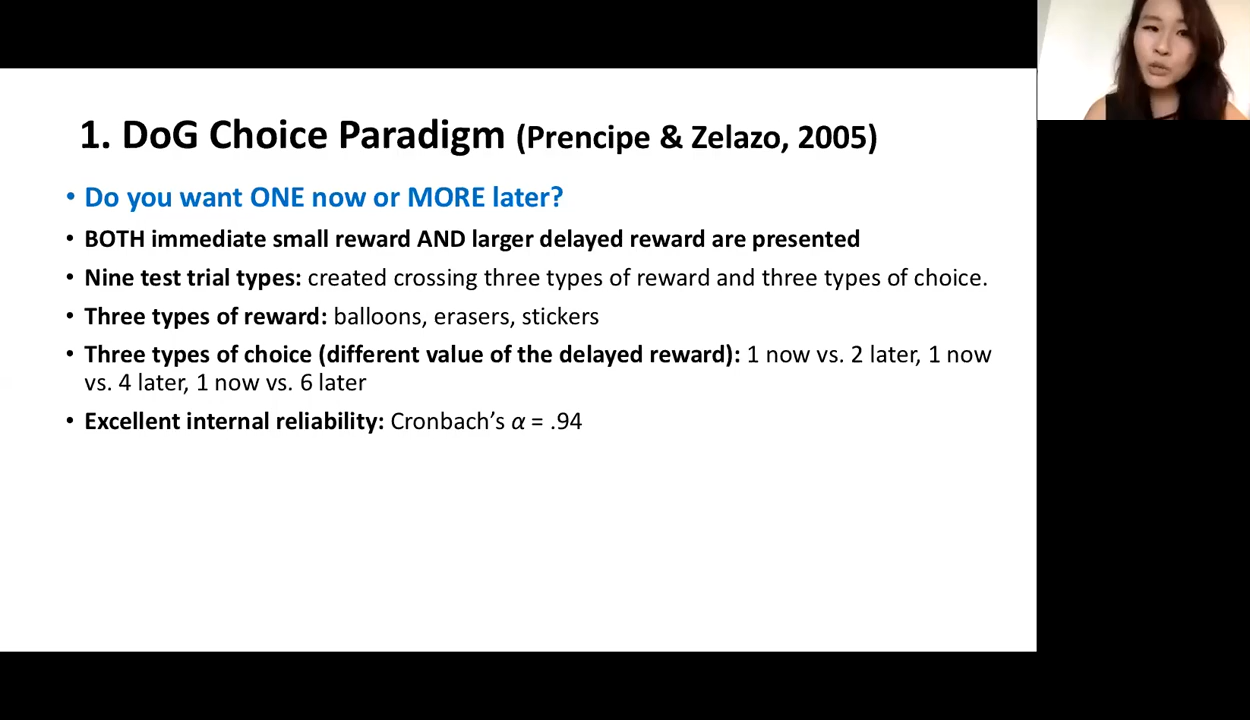 1. DoG Choice Paradigm (Prencipe & Zelazo, 2005)
• Do you want ONE now or MORE later?
• BOTH immediate small reward AND larger delayed reward are presented
• Nine test trial types: created crossing three types of reward and three types of choice.
• Three types of reward: balloons, erasers, stickers
• Three types of choice (different value of the delayed reward): 1 now vs. 2 later, 1 now
vs. 4 later, 1 now vs. 6 later
• Excellent internal reliability: Cronbach’s α = .94